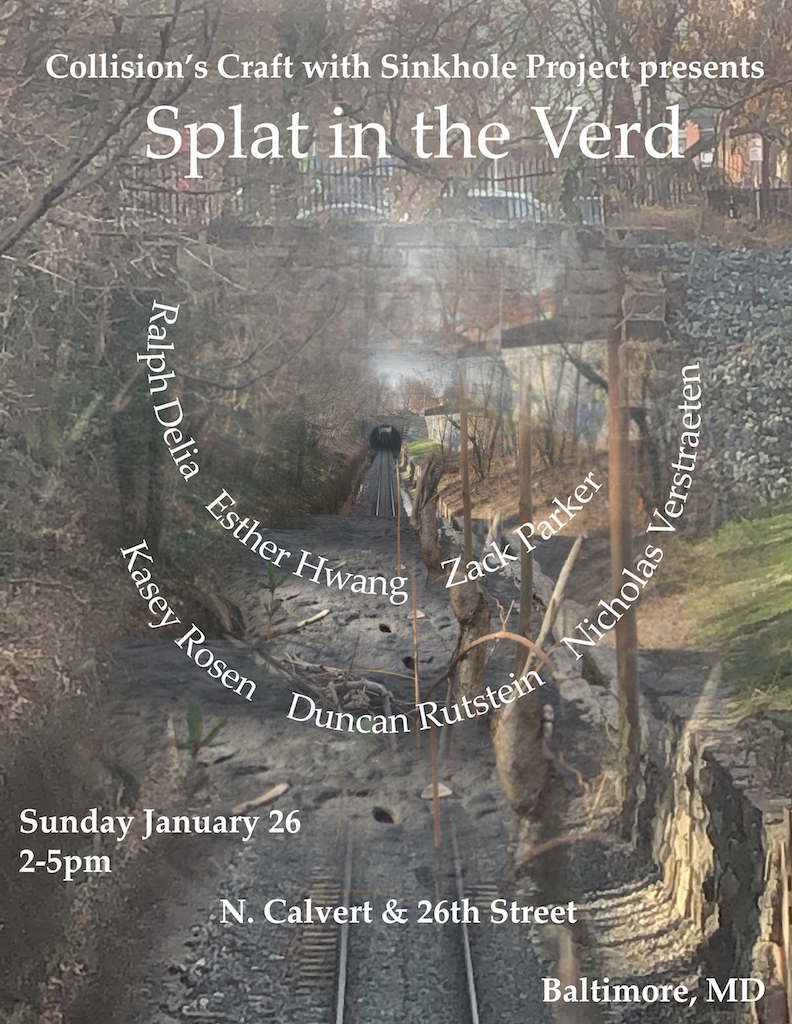 Collision’s Craft with Sinkhole Project presents
Splat in the Verd
Ralph Delia
Esther Hwang
Zack Parker
Kasey Rosen
Duncan Rutstein
Nicholas Verstraeten
Sunday January 26
2-5pm
N. Calvert & 26th Street
Baltimore, MD